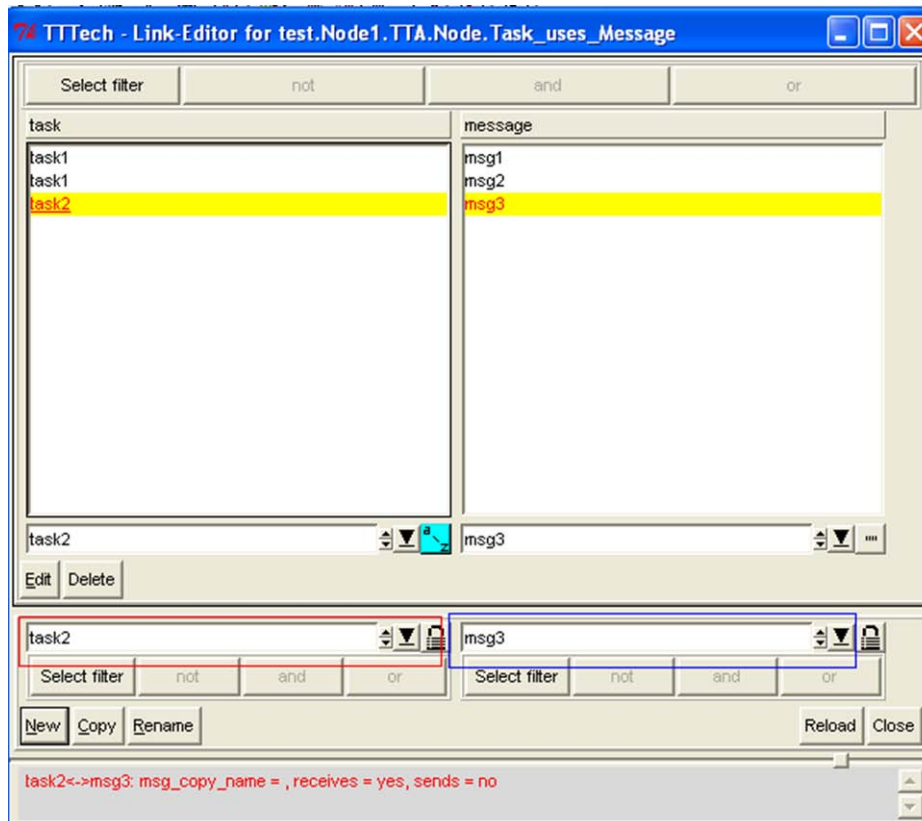 TTTech - Link-Editor for test.Node1.TTA.Node.Task_uses_Message
Select filter not and or
task message
task1 msg1
task1 msg2
task2 msg3
task2 a z msg3
Edit Delete
task2 msg3
Select filter not and or Select filter not and or
New Copy Rename Reload Close
task2<->msg3: msg_copy_name = , receives = yes, sends = no